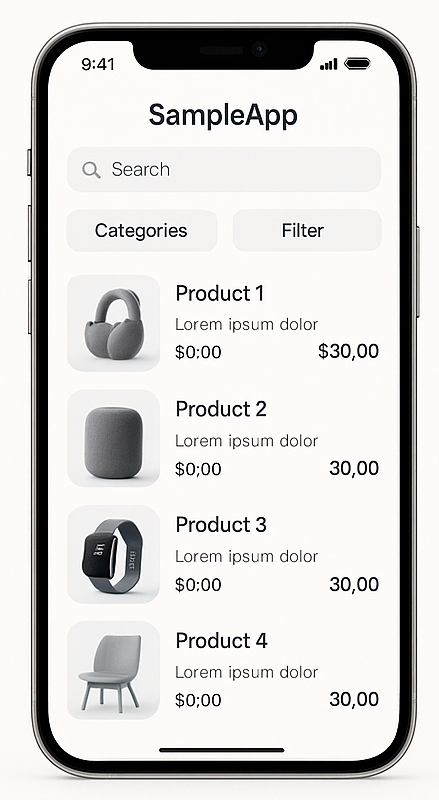 9:41
SampleApp
Search
Categories Filter
Product 1
Lorem ipsum dolor
$0:00 $30,00
Product 2
Lorem ipsum dolor
$0;00 30,00
Product 3
Lorem ipsum dolor
$0;00 30,00
Product 4
Lorem ipsum dolor
$0;00 30,00